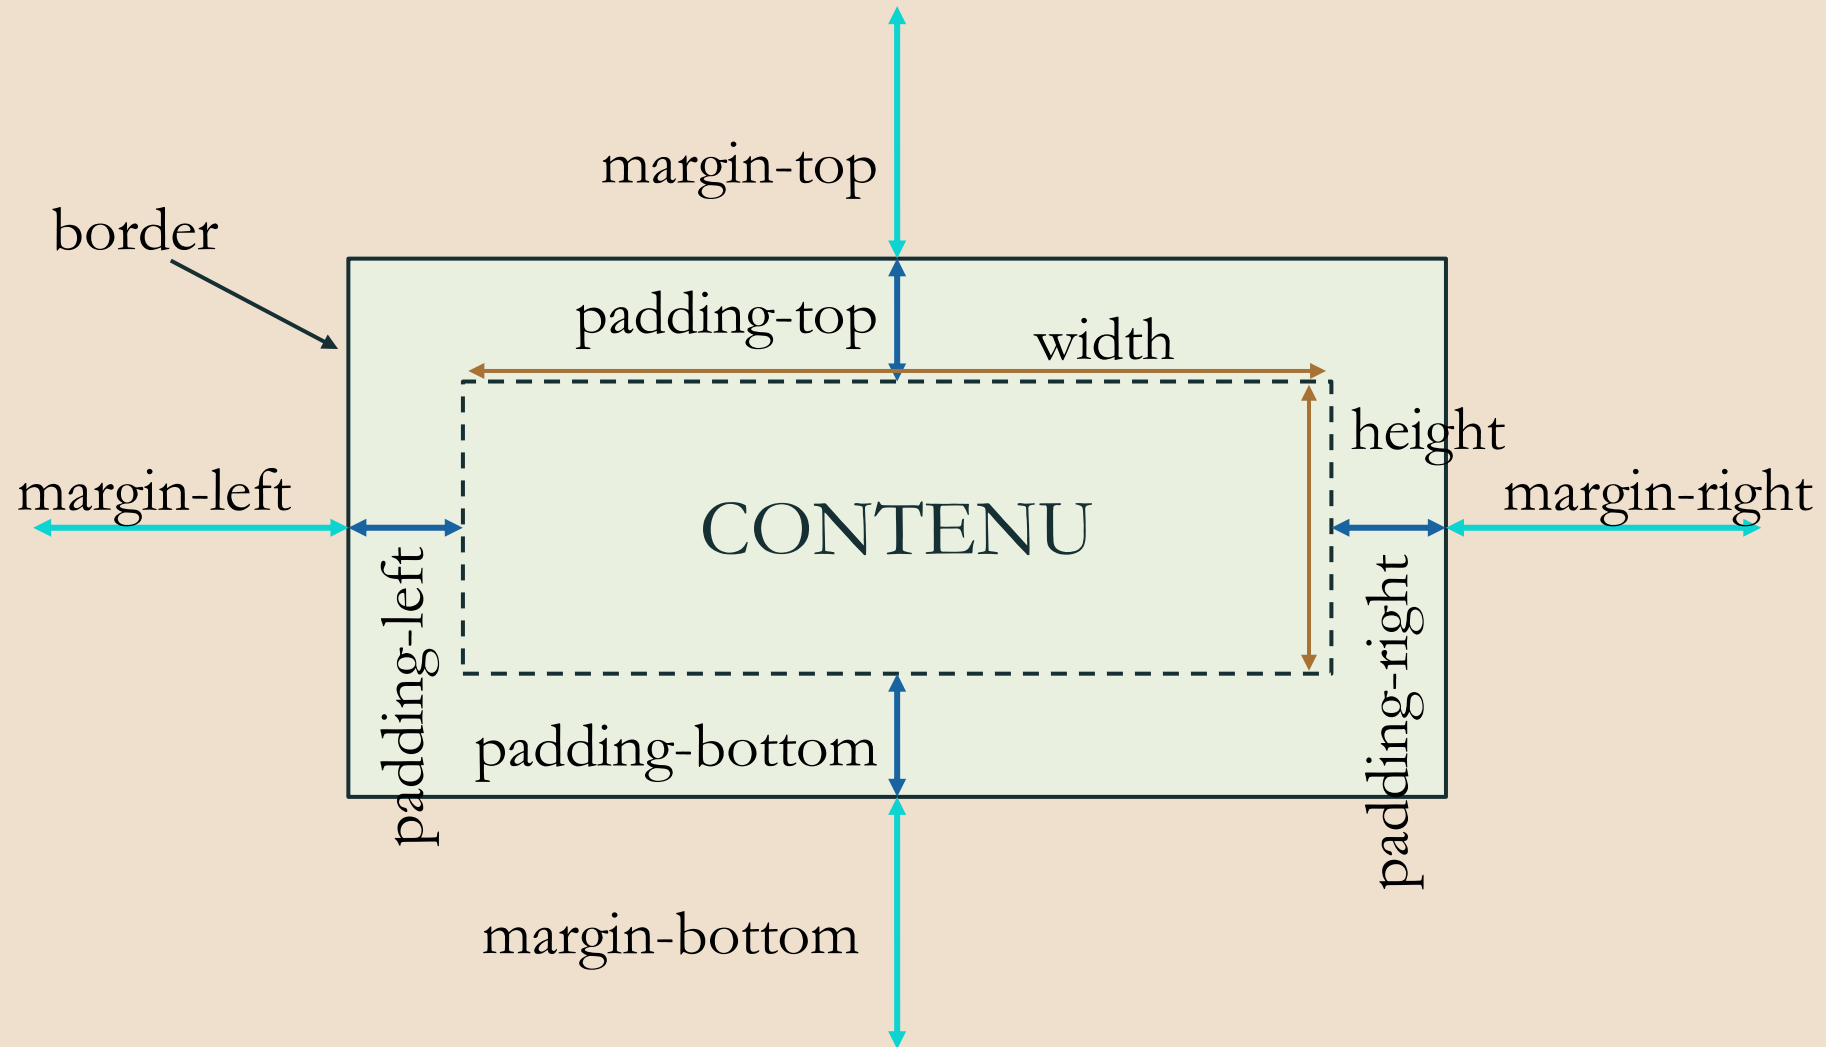 margin-top
border
padding-top
width
height
margin-left
margin-right
CONTENU
padding-left
padding-right
padding-bottom
margin-bottom